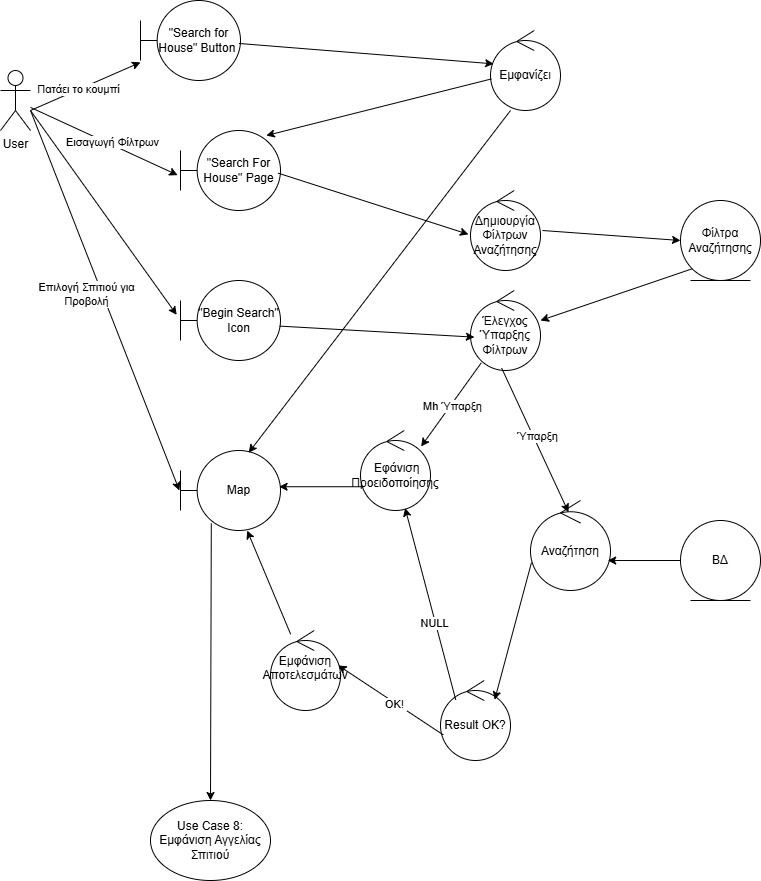 "Search for
House" Button
Εμφανίζει
Πατάει το κουμπί
User
Εισαγωγή Φίλτρων
"Search For
House" Page
Δημιουργία
Φίλτρων
Αναζήτησης
Φίλτρα
Αναζήτησης
Επιλογή Σπιτιού για
Προβολή
"Begin Search"
Icon
Έλεγχος
Ύπαρξης
Φίλτρων
Mh Ύπαρξη
Ύπαρξη
Εφάνιση
Προειδοποίησης
Map
Αναζήτηση
ΒΔ
NULL
Εμφάνιση
Αποτελεσμάτων
OK!
Result OK?
Use Case 8:
Εμφάνιση Αγγελίας
Σπιτιού